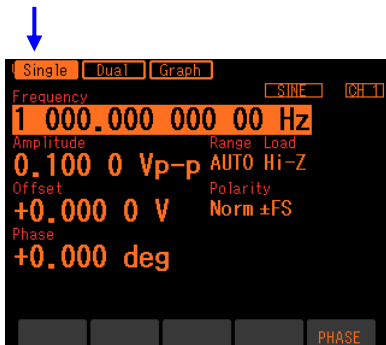 Single Dual Graph
SINE CH 1
Frequency
1 000.000 000 00 Hz
Amplitude Range Load
0.100 0 Vp-p AUTO Hi-Z
Offset Polarity
+0.000 0 V Norm ±FS
Phase
+0.000 deg
PHASE